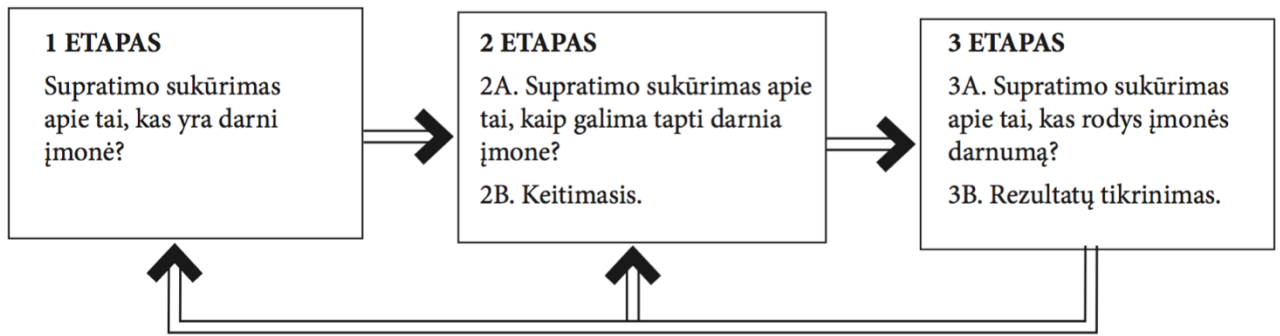 1 ETAPAS
Supratimo sukūrimas
apie tai, kas yra darni
įmonė?
2 ETAPAS
2A. Supratimo sukūrimas apie
tai, kaip galima tapti darnia
įmone?
2B. Keitimasis.
3 ETAPAS
3A. Supratimo sukūrimas
apie tai, kas rodys įmonės
darnumą?
3B. Rezultatų tikrinimas.